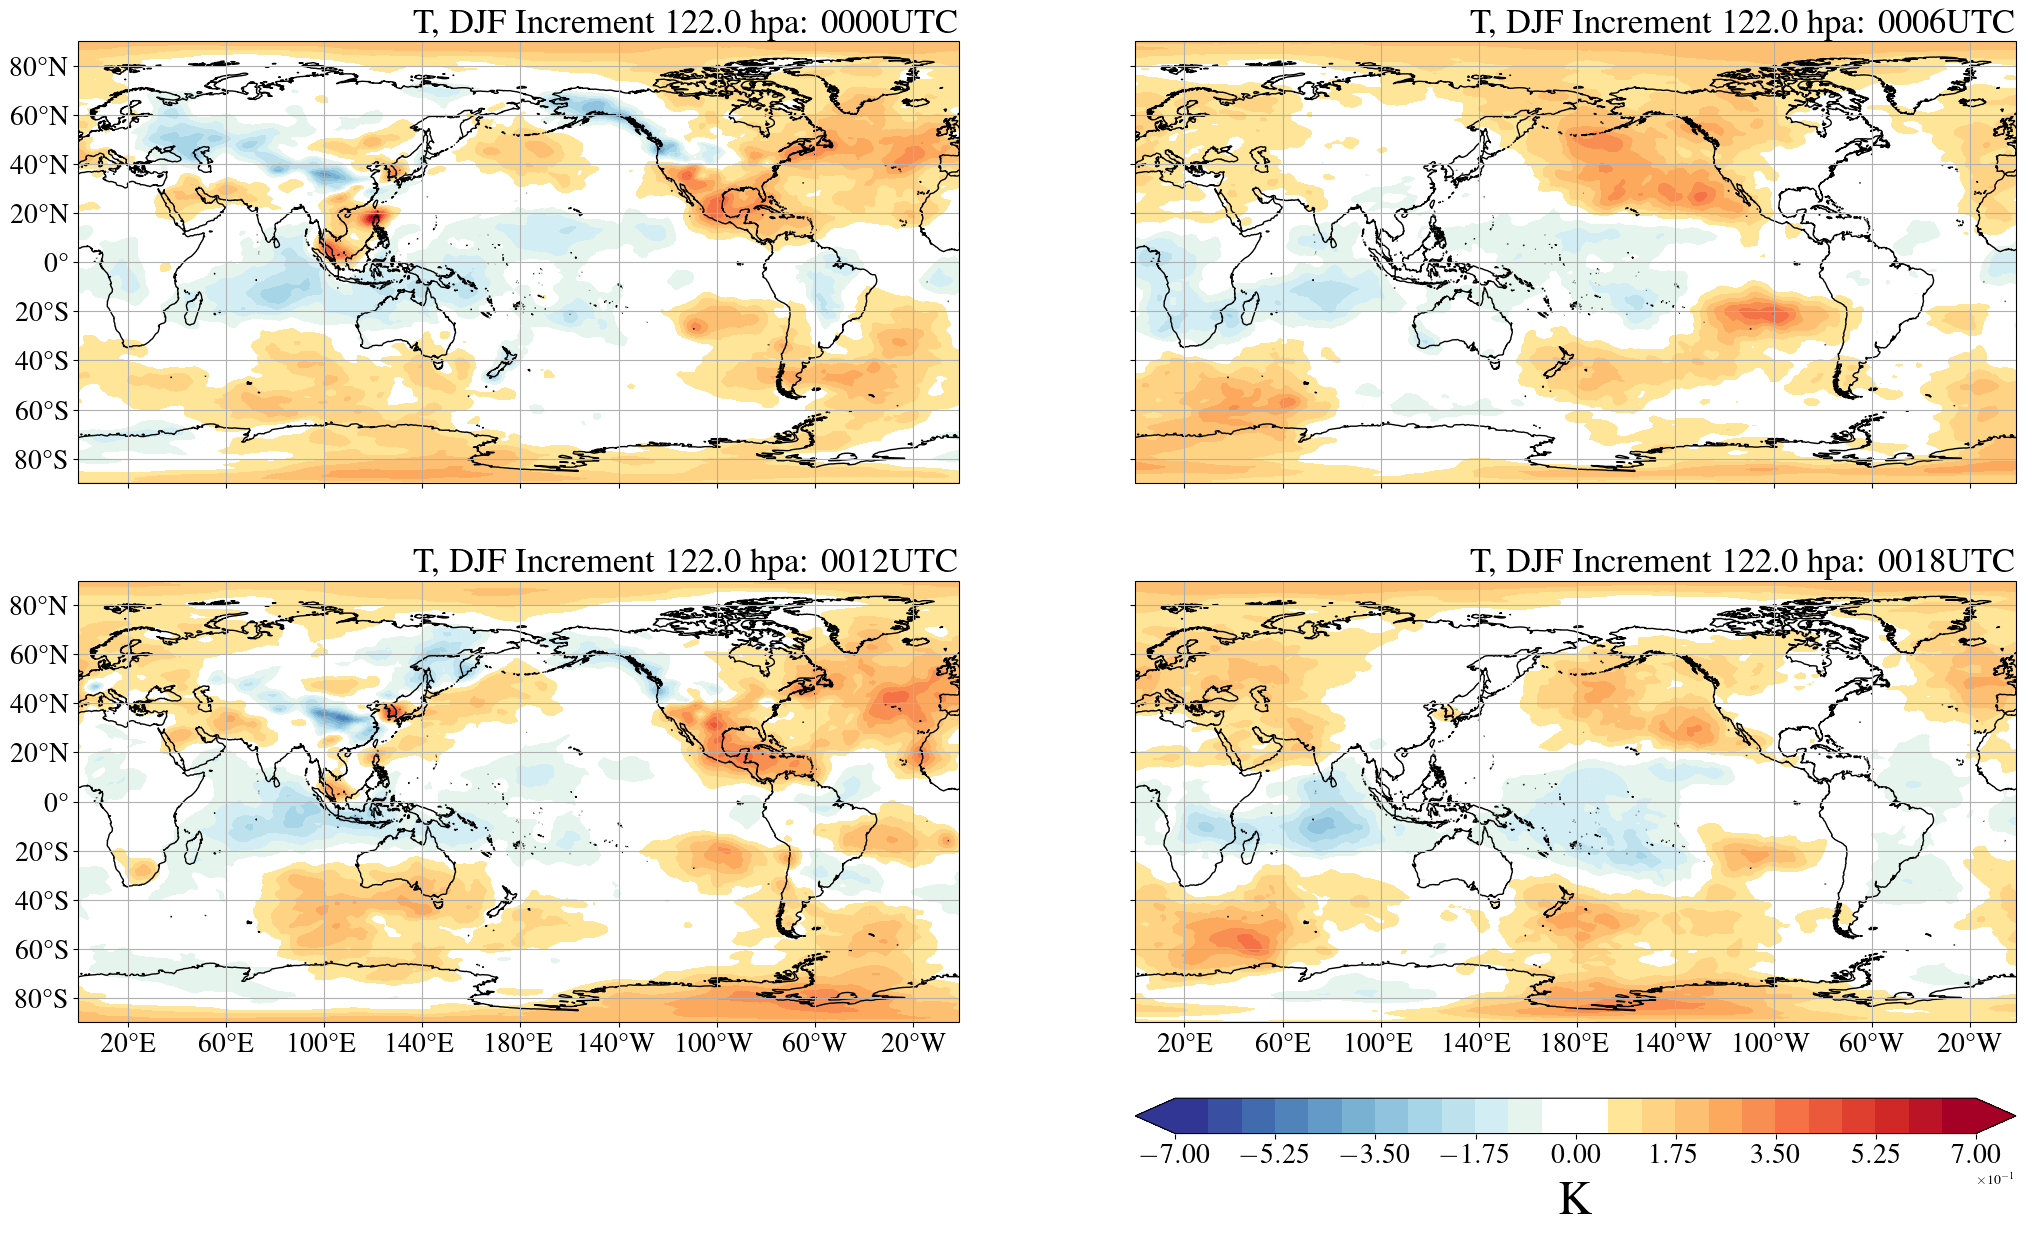 T, DJF Increment 122.0 hpa: 0000UTC
T, DJF Increment 122.0 hpa: 0006UTC
80°N
60°N
40°N
20°N
0°
20°S
40°S
60°S
80°S
T, DJF Increment 122.0 hpa: 0012UTC
T, DJF Increment 122.0 hpa: 0018UTC
80°N
60°N
40°N
20°N
0°
20°S
40°S
60°S
80°S
20°E 60°E 100°E 140°E 180°E 140°W 100°W 60°W 20°W
20°E 60°E 100°E 140°E 180°E 140°W 100°W 60°W 20°W
−7.00 −5.25 −3.50 −1.75 0.00 1.75 3.50 5.25 7.00
×10⁻¹
K